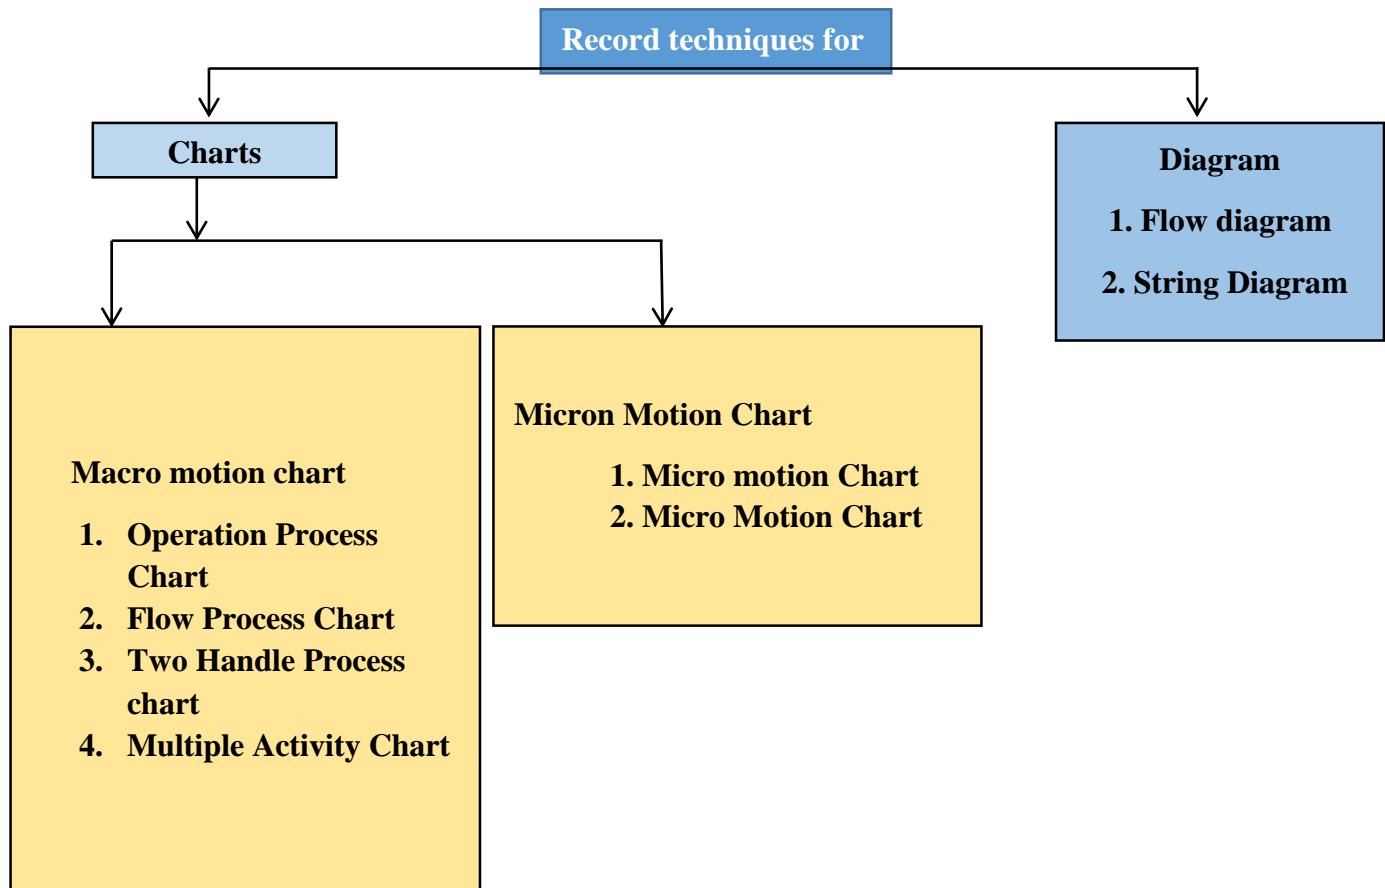 Record techniques for
Charts
Diagram
1. Flow diagram
2. String Diagram
Macro motion chart
1. Operation Process
Chart
2. Flow Process Chart
3. Two Handle Process
chart
4. Multiple Activity Chart
Micron Motion Chart
1. Micro motion Chart
2. Micro Motion Chart